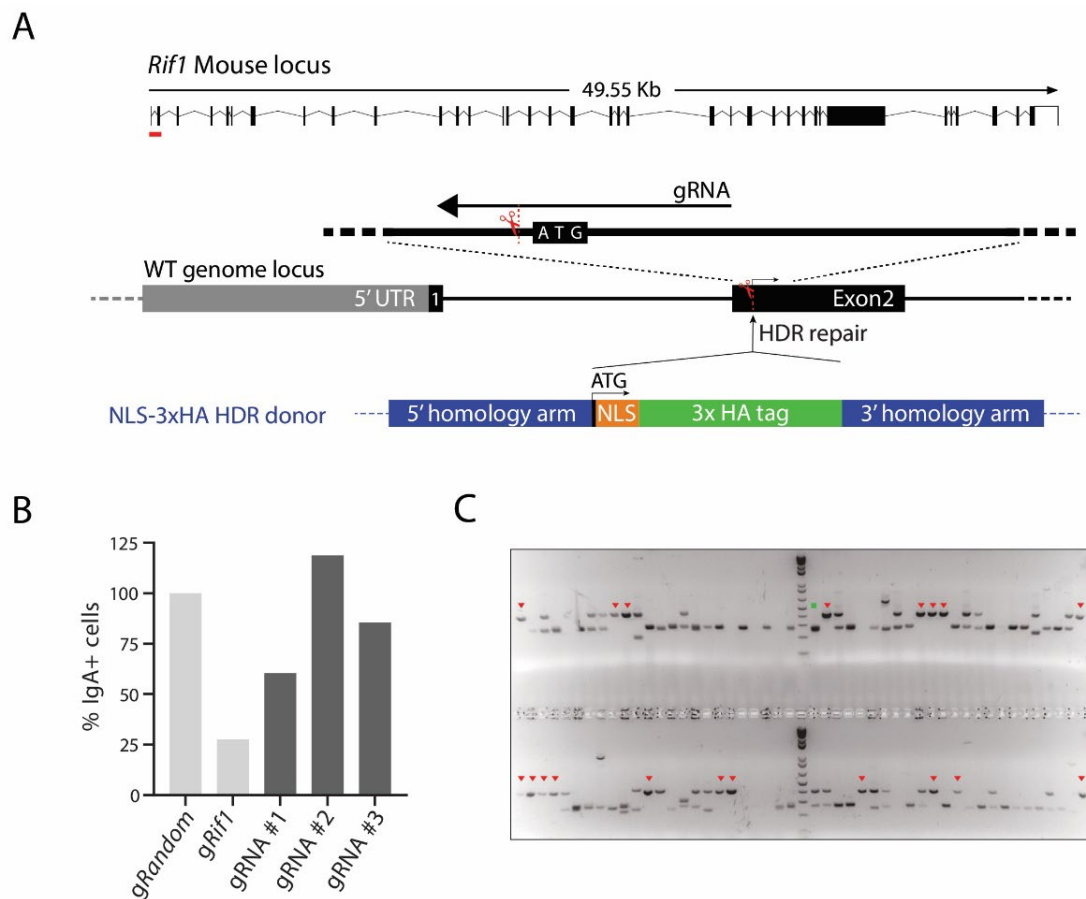 A
Rif1 Mouse locus
49.55 Kb
gRNA
A T G
WT genome locus
5' UTR
1
Exon2
HDR repair
ATG
NLS-3xHA HDR donor
5' homology arm
NLS
3x HA tag
3' homology arm
B
C
% IgA+ cells
125
100
75
50
25
0
gRandom
gRif1
gRNA #1
gRNA #2
gRNA #3